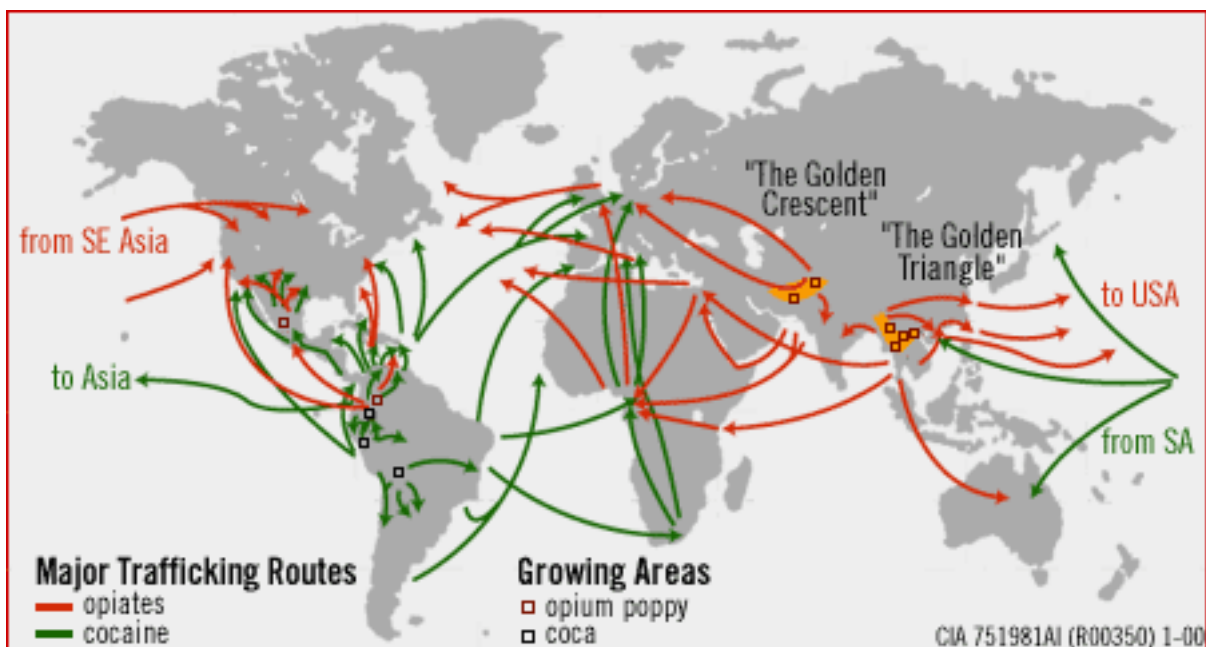 "The Golden
Crescent"
"The Golden
Triangle"
from SE Asia
to USA
to Asia
from SA
Major Trafficking Routes
opiates
cocaine
Growing Areas
opium poppy
coca
CIA 751981AI (R00350) 1-00